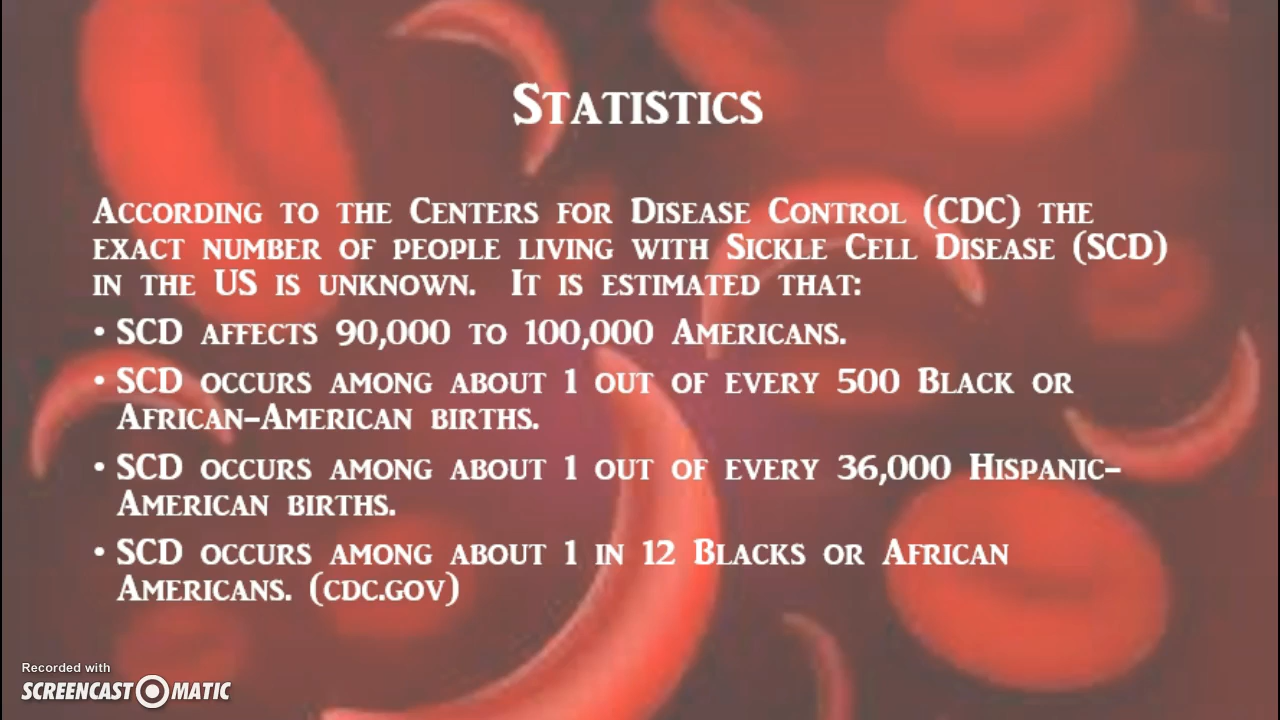 Statistics
According to the Centers for Disease Control (CDC) the
exact number of people living with Sickle Cell Disease (SCD)
in the US is unknown. It is estimated that:
• SCD affects 90,000 to 100,000 Americans.
• SCD occurs among about 1 out of every 500 Black or
African-American births.
• SCD occurs among about 1 out of every 36,000 Hispanic-
American births.
• SCD occurs among about 1 in 12 Blacks or African
Americans. (cdc.gov)
Recorded with
SCREENCAST MATIC